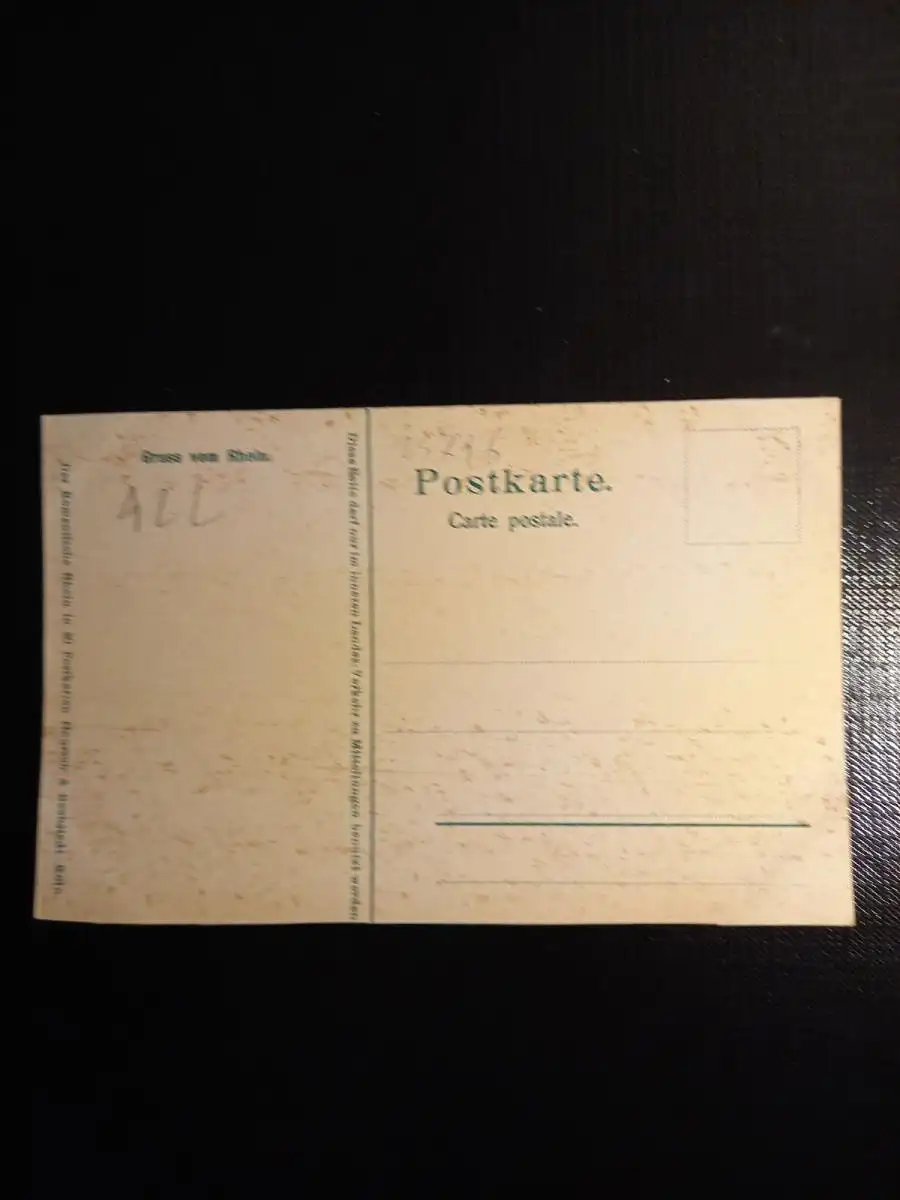 Gruss vom Rhein.
Postkarte.
Carte postale.
Diese Seite darf nur im inneren Landes-Verkehr zu Mitteilungen benutzt werden
Der Romantische Rhein in Postkarten Köln.